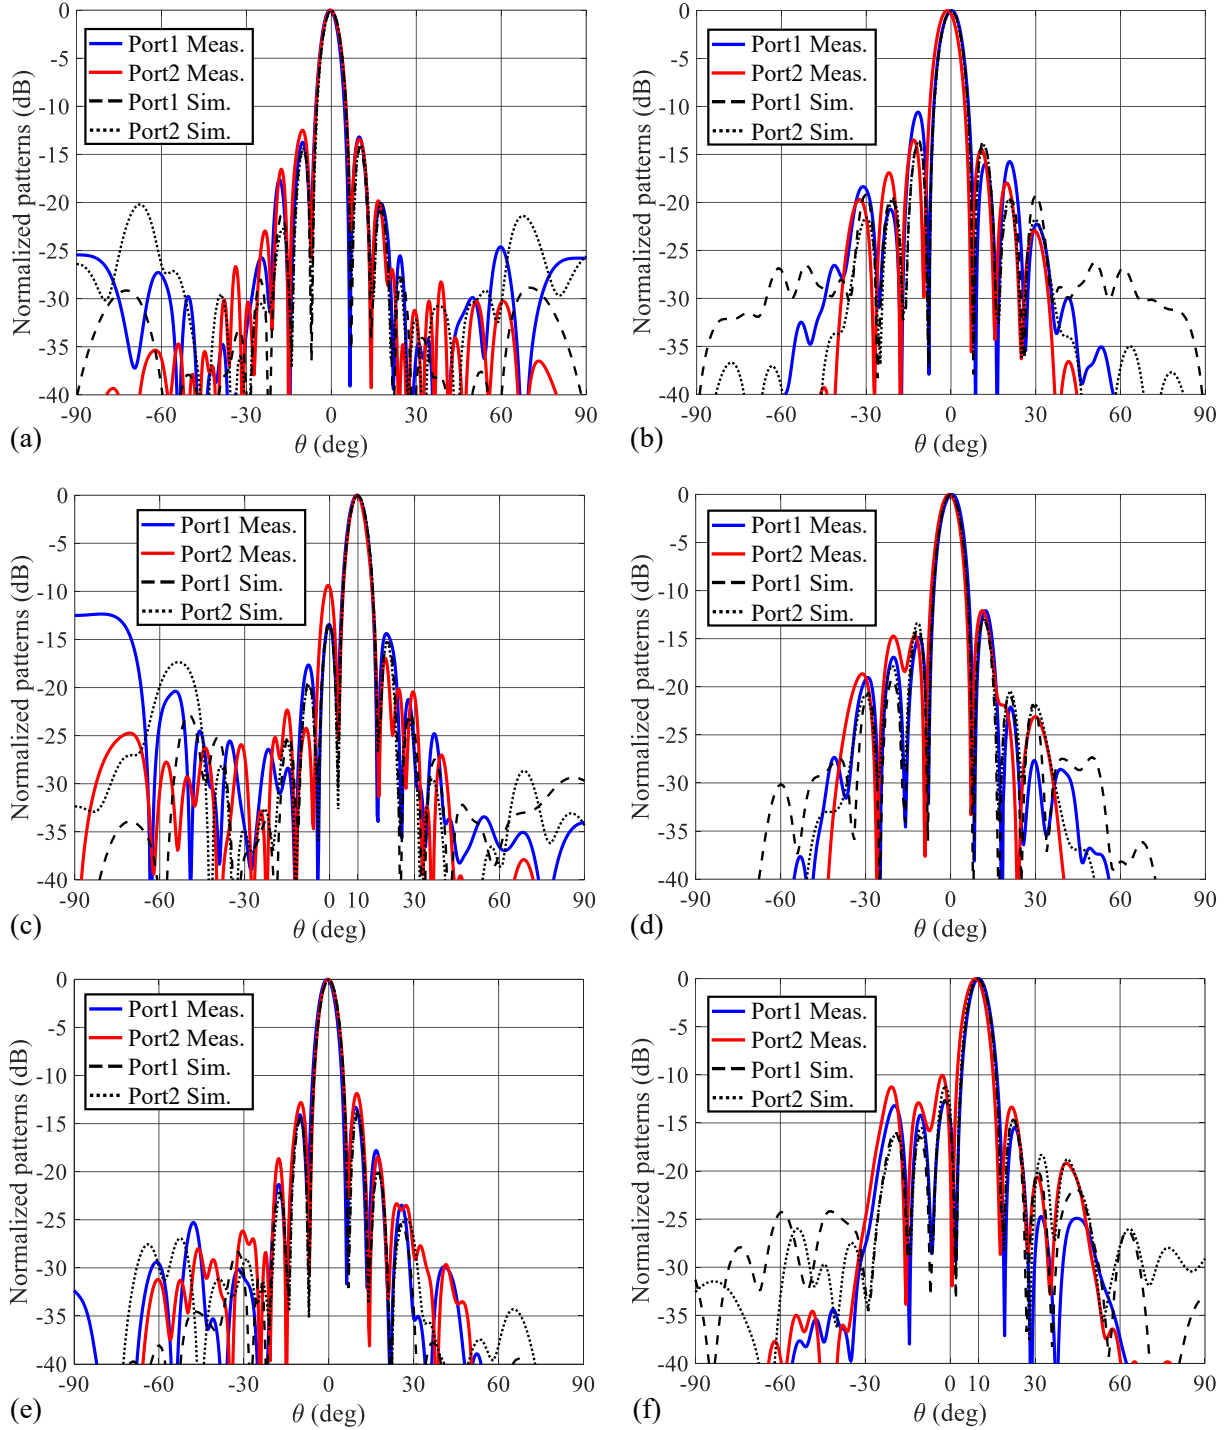 Normalized patterns (dB)
0
-5
-10
-15
-20
-25
-30
-35
-40
Port1 Meas.
Port2 Meas.
Port1 Sim.
Port2 Sim.
-90 -60 -30 0 30 60 90
θ (deg)
(a)
Normalized patterns (dB)
0
-5
-10
-15
-20
-25
-30
-35
-40
Port1 Meas.
Port2 Meas.
Port1 Sim.
Port2 Sim.
-90 -60 -30 0 30 60 90
θ (deg)
(b)
Normalized patterns (dB)
0
-5
-10
-15
-20
-25
-30
-35
-40
Port1 Meas.
Port2 Meas.
Port1 Sim.
Port2 Sim.
-90 -60 -30 0 10 30 60 90
θ (deg)
(c)
Normalized patterns (dB)
0
-5
-10
-15
-20
-25
-30
-35
-40
Port1 Meas.
Port2 Meas.
Port1 Sim.
Port2 Sim.
-90 -60 -30 0 30 60 90
θ (deg)
(d)
Normalized patterns (dB)
0
-5
-10
-15
-20
-25
-30
-35
-40
Port1 Meas.
Port2 Meas.
Port1 Sim.
Port2 Sim.
-90 -60 -30 0 30 60 90
θ (deg)
(e)
Normalized patterns (dB)
0
-5
-10
-15
-20
-25
-30
-35
-40
Port1 Meas.
Port2 Meas.
Port1 Sim.
Port2 Sim.
-90 -60 -30 0 10 30 60 90
θ (deg)
(f)